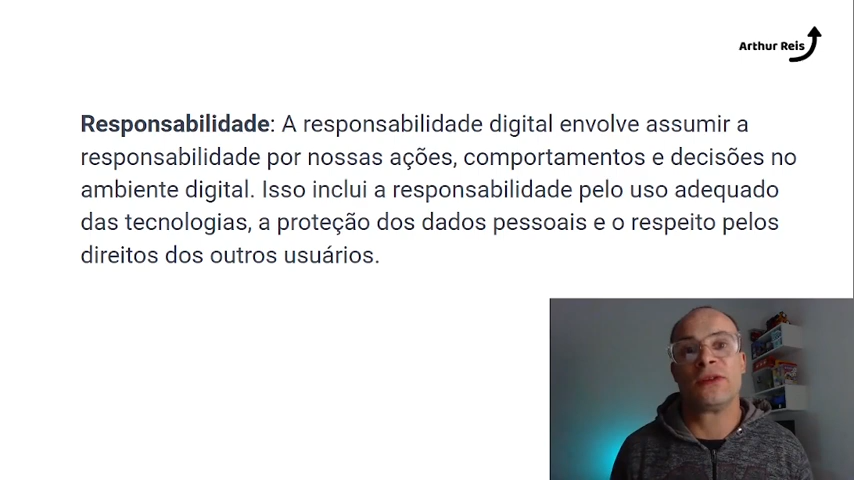 Arthur Reis
Responsabilidade: A responsabilidade digital envolve assumir a
responsabilidade por nossas ações, comportamentos e decisões no
ambiente digital. Isso inclui a responsabilidade pelo uso adequado
das tecnologias, a proteção dos dados pessoais e o respeito pelos
direitos dos outros usuários.